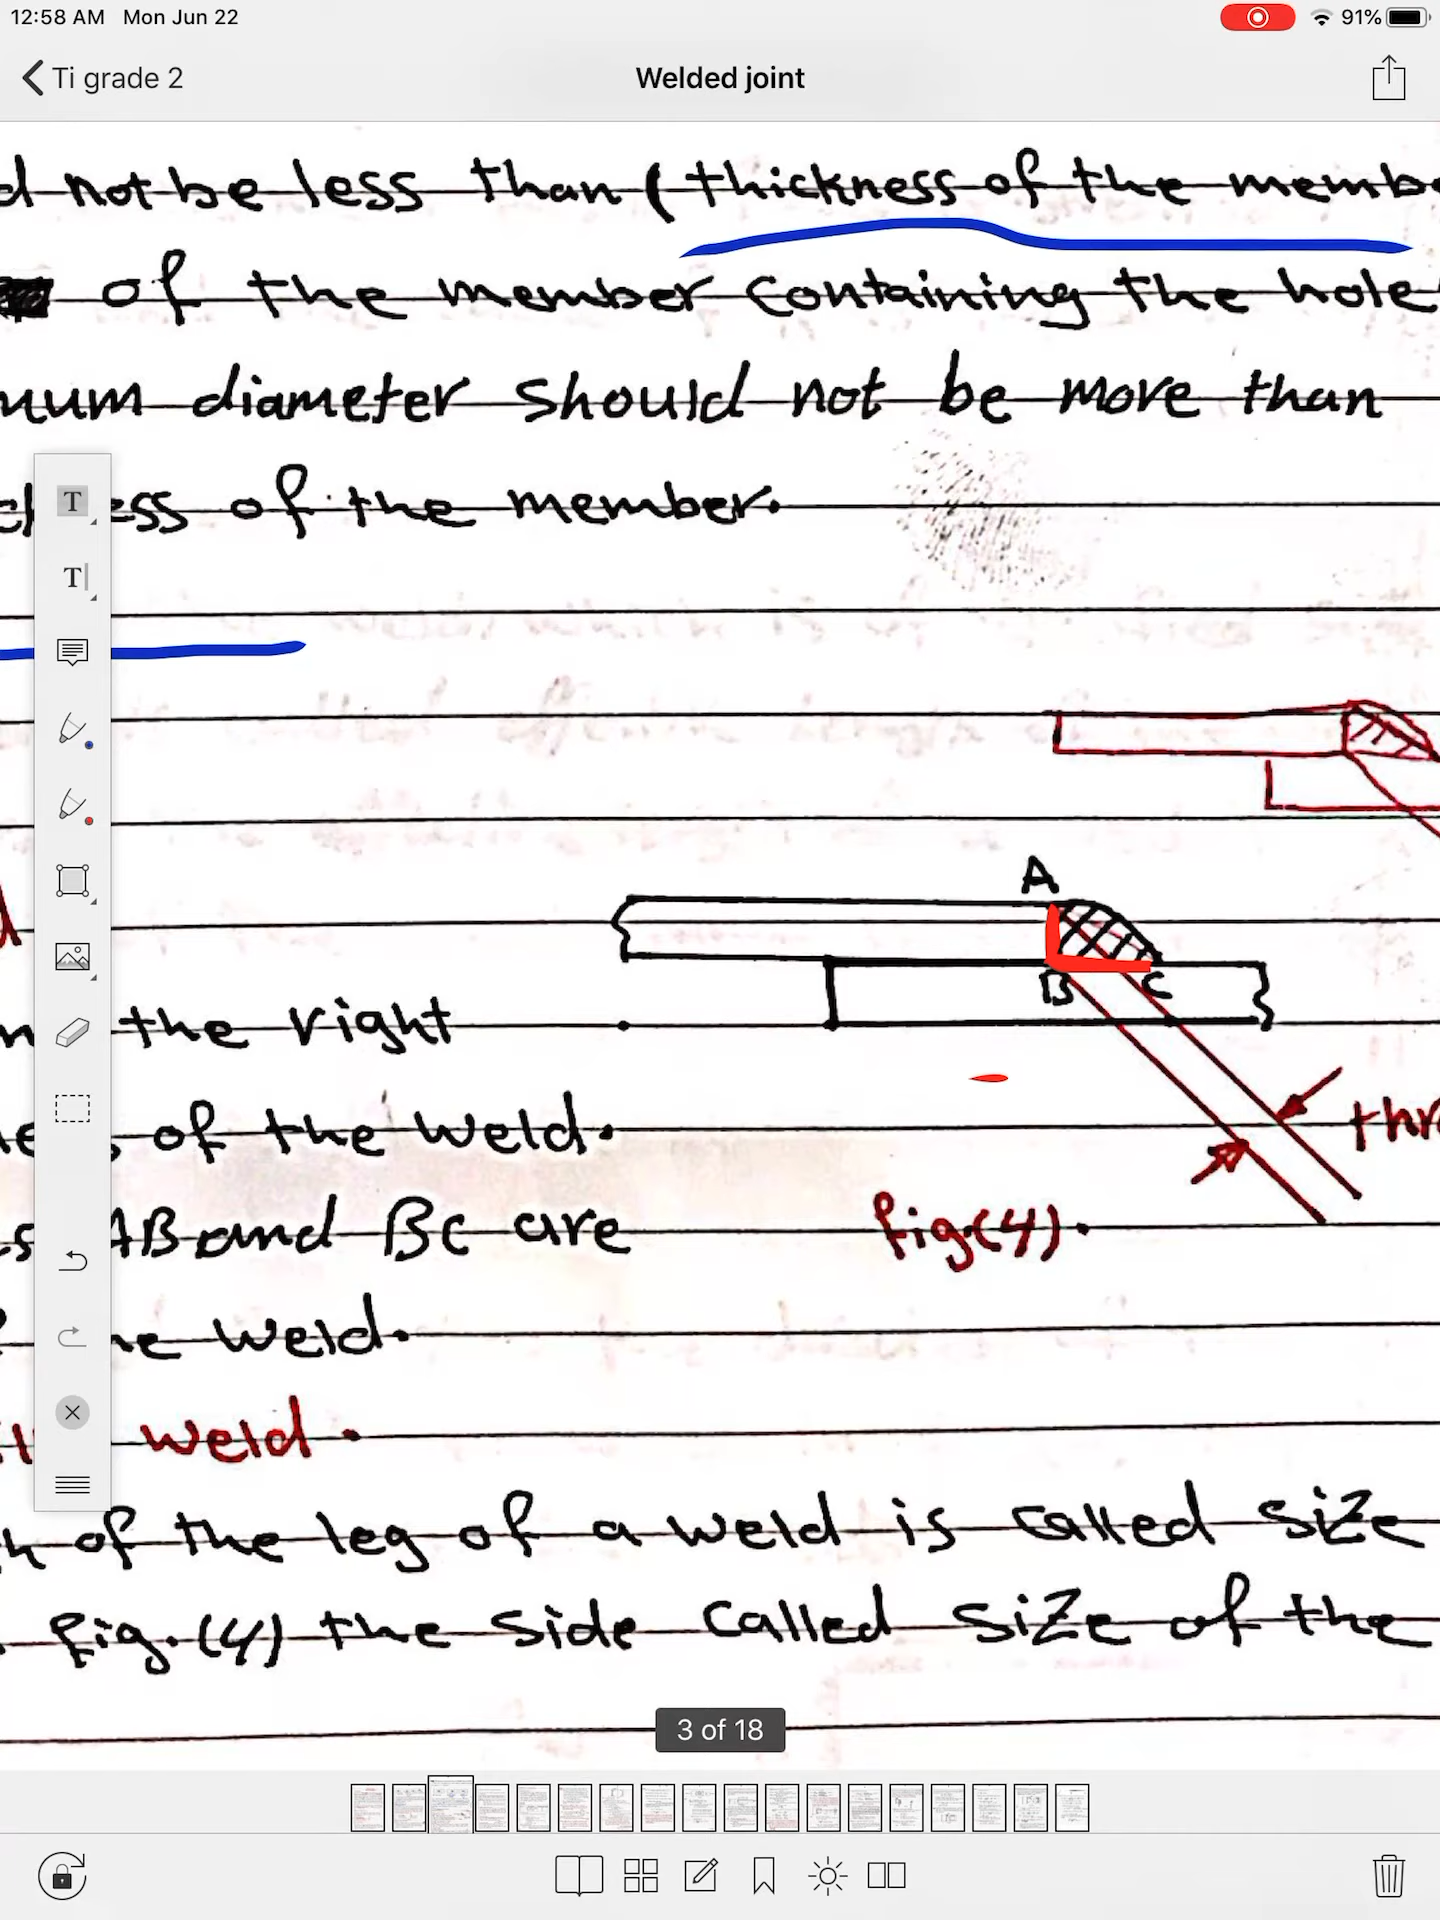 12:58 AM Mon Jun 22
91%
Ti grade 2
Welded joint
not be less than (thickness of the
of the member containing the hole
diameter should not be more than
of the member.
A
B C
the right
of the weld.
AB and BC are
weld.
fig.(4).
weld.
of the leg of a weld is called size
fig.(4) the side called size of the
3 of 18